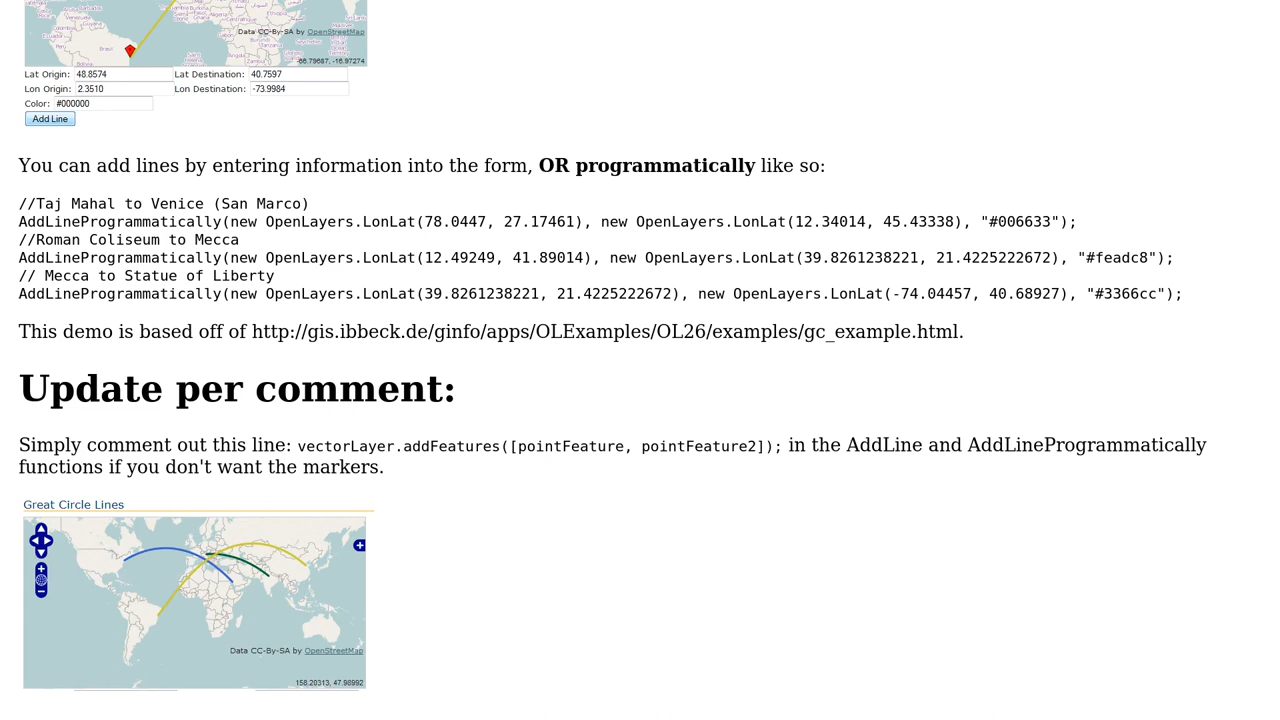 Data CC-By-SA by OpenStreetMap
-66.79687, -16.97274
Lat Origin: 48.8574 Lat Destination: 40.7597
Lon Origin: 2.3510 Lon Destination: -73.9984
Color: #000000
Add Line
You can add lines by entering information into the form, OR programmatically like so:
//Taj Mahal to Venice (San Marco)
AddLineProgrammatically(new OpenLayers.LonLat(78.0447, 27.17461), new OpenLayers.LonLat(12.34014, 45.43338), "#006633");
//Roman Coliseum to Mecca
AddLineProgrammatically(new OpenLayers.LonLat(12.49249, 41.89014), new OpenLayers.LonLat(39.8261238221, 21.4225222672), "#feadc8");
// Mecca to Statue of Liberty
AddLineProgrammatically(new OpenLayers.LonLat(39.8261238221, 21.4225222672), new OpenLayers.LonLat(-74.04457, 40.68927), "#3366cc");
This demo is based off of http://gis.ibbeck.de/ginfo/apps/OLExamples/OL26/examples/gc_example.html.
Update per comment:
Simply comment out this line: vectorLayer.addFeatures([pointFeature, pointFeature2]); in the AddLine and AddLineProgrammatically
functions if you don't want the markers.
Great Circle Lines
Data CC-By-SA by OpenStreetMap
158.20313, 47.98992